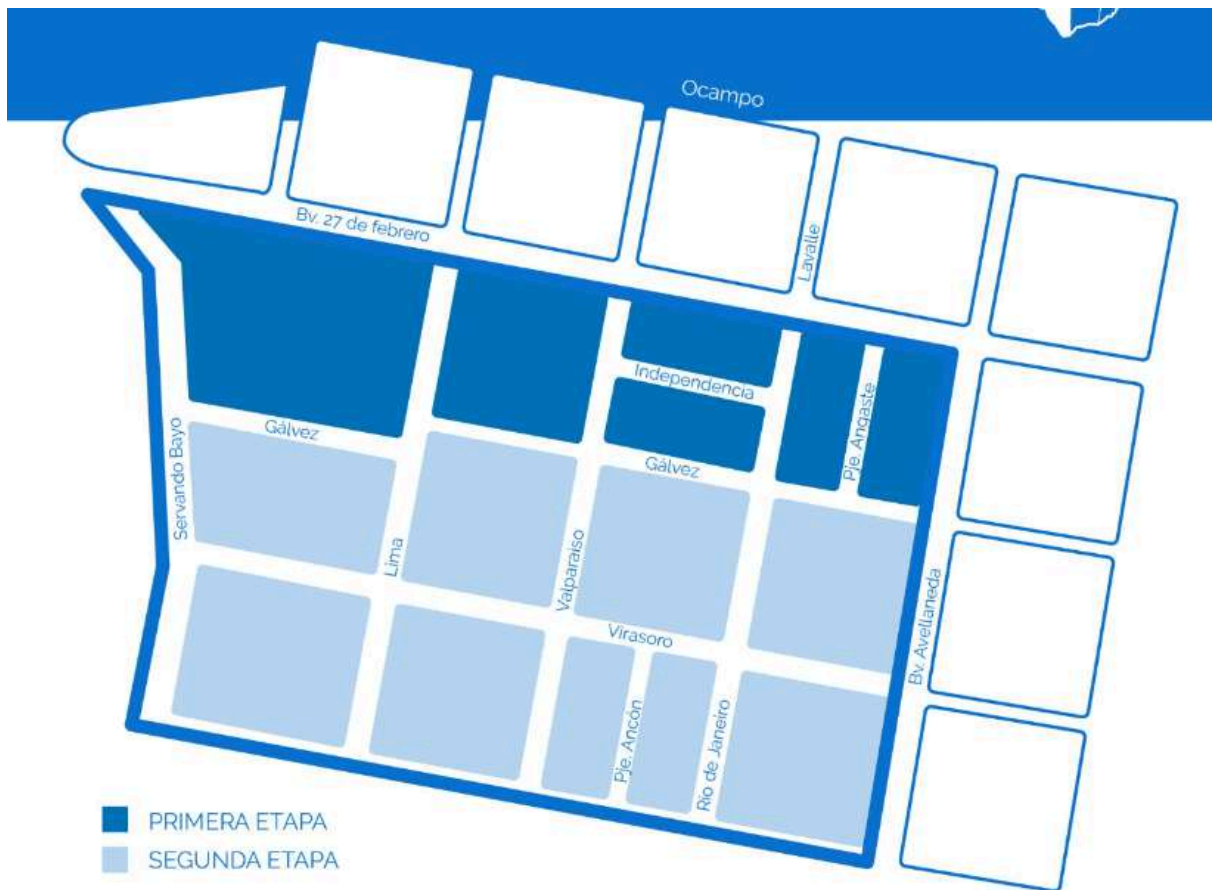 Ocampo
Bv. 27 de febrero
Lavalle
Independencia
Pje. Angaste
Gálvez
Gálvez
Servando Bayo
Lima
Valparaiso
Virasoro
Bv. Avellaneda
Pje. Ancón
Rio de Janeiro
PRIMERA ETAPA
SEGUNDA ETAPA